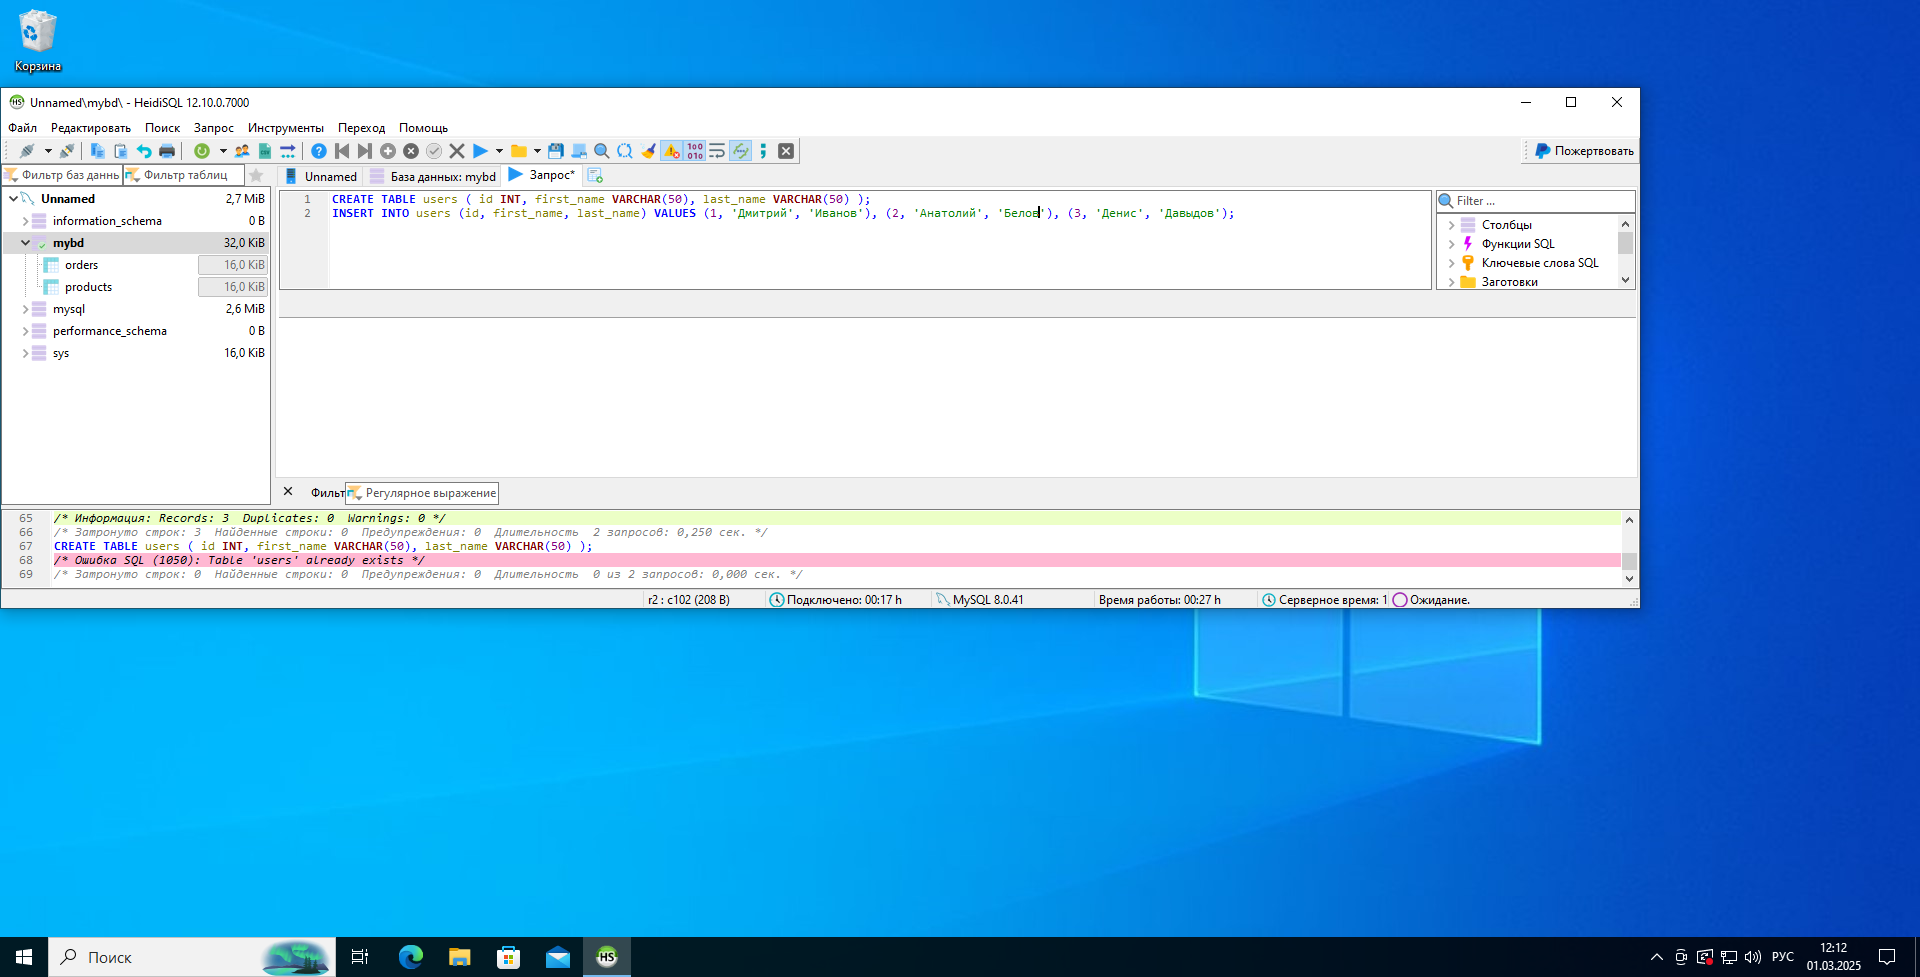 Корзина
Unnamed\mybd\ - HeidiSQL 12.10.0.7000
Файл Редактировать Поиск Запрос Инструменты Переход Помощь
Пожертвовать
Фильтр баз даннь Фильтр таблиц
Unnamed База данных: mybd Запрос*
Unnamed 2,7 MiB
information_schema 0 B
mybd 32,0 KiB
orders 16,0 KiB
products 16,0 KiB
mysql 2,6 MiB
performance_schema 0 B
sys 16,0 KiB
1 CREATE TABLE users ( id INT, first_name VARCHAR(50), last_name VARCHAR(50) );
2 INSERT INTO users (id, first_name, last_name) VALUES (1, 'Дмитрий', 'Иванов'), (2, 'Анатолий', 'Белов'), (3, 'Денис', 'Давыдов');
Filter ...
Столбцы
Функции SQL
Ключевые слова SQL
Заготовки
Фильт Регулярное выражение
65 /* Информация: Records: 3 Duplicates: 0 Warnings: 0 */
66 /* Затронуто строк: 3 Найденные строки: 0 Предупреждения: 0 Длительность 2 запросов: 0,250 сек. */
67 CREATE TABLE users ( id INT, first_name VARCHAR(50), last_name VARCHAR(50) );
68 /* Ошибка SQL (1050): Table 'users' already exists */
69 /* Затронуто строк: 0 Найденные строки: 0 Предупреждения: 0 Длительность 0 из 2 запросов: 0,000 сек. */
r2 : c102 (208 B) Подключено: 00:17 h MySQL 8.0.41 Время работы: 00:27 h Серверное время: 1 Ожидание.
Поиск
HS
РУС
12:12
01.03.2025